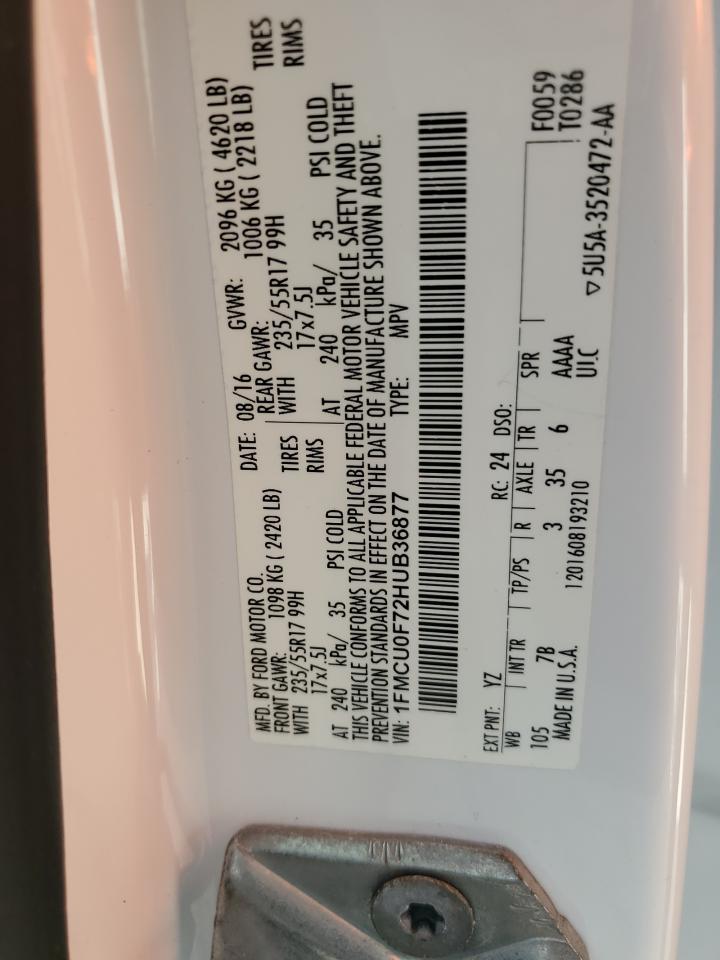 MFD. BY FORD MOTOR CO. DATE: 08/16 GVWR: 2096 KG ( 4620 LB)
FRONT GAWR: 1098 KG ( 2420 LB) REAR GAWR: 1006 KG ( 2218 LB)
WITH 235/55R17 99H TIRES WITH 235/55R17 99H TIRES
17x7.5J RIMS 17x7.5J RIMS
AT 240 kPa/ 35 PSI COLD AT 240 kPa/ 35 PSI COLD
THIS VEHICLE CONFORMS TO ALL APPLICABLE FEDERAL MOTOR VEHICLE SAFETY AND THEFT
PREVENTION STANDARDS IN EFFECT ON THE DATE OF MANUFACTURE SHOWN ABOVE.
VIN: 1FMCU0F72HUB36877 TYPE: MPV
EXT PNT: YZ RC: 24 DSO: F0059
WB INT TR TP/PS R AXLE TR SPR T0286
105 7B 3 35 6 AAAA
MADE IN U.S.A. 1201608193210 UI.C ▽5U5A-3520472-AA